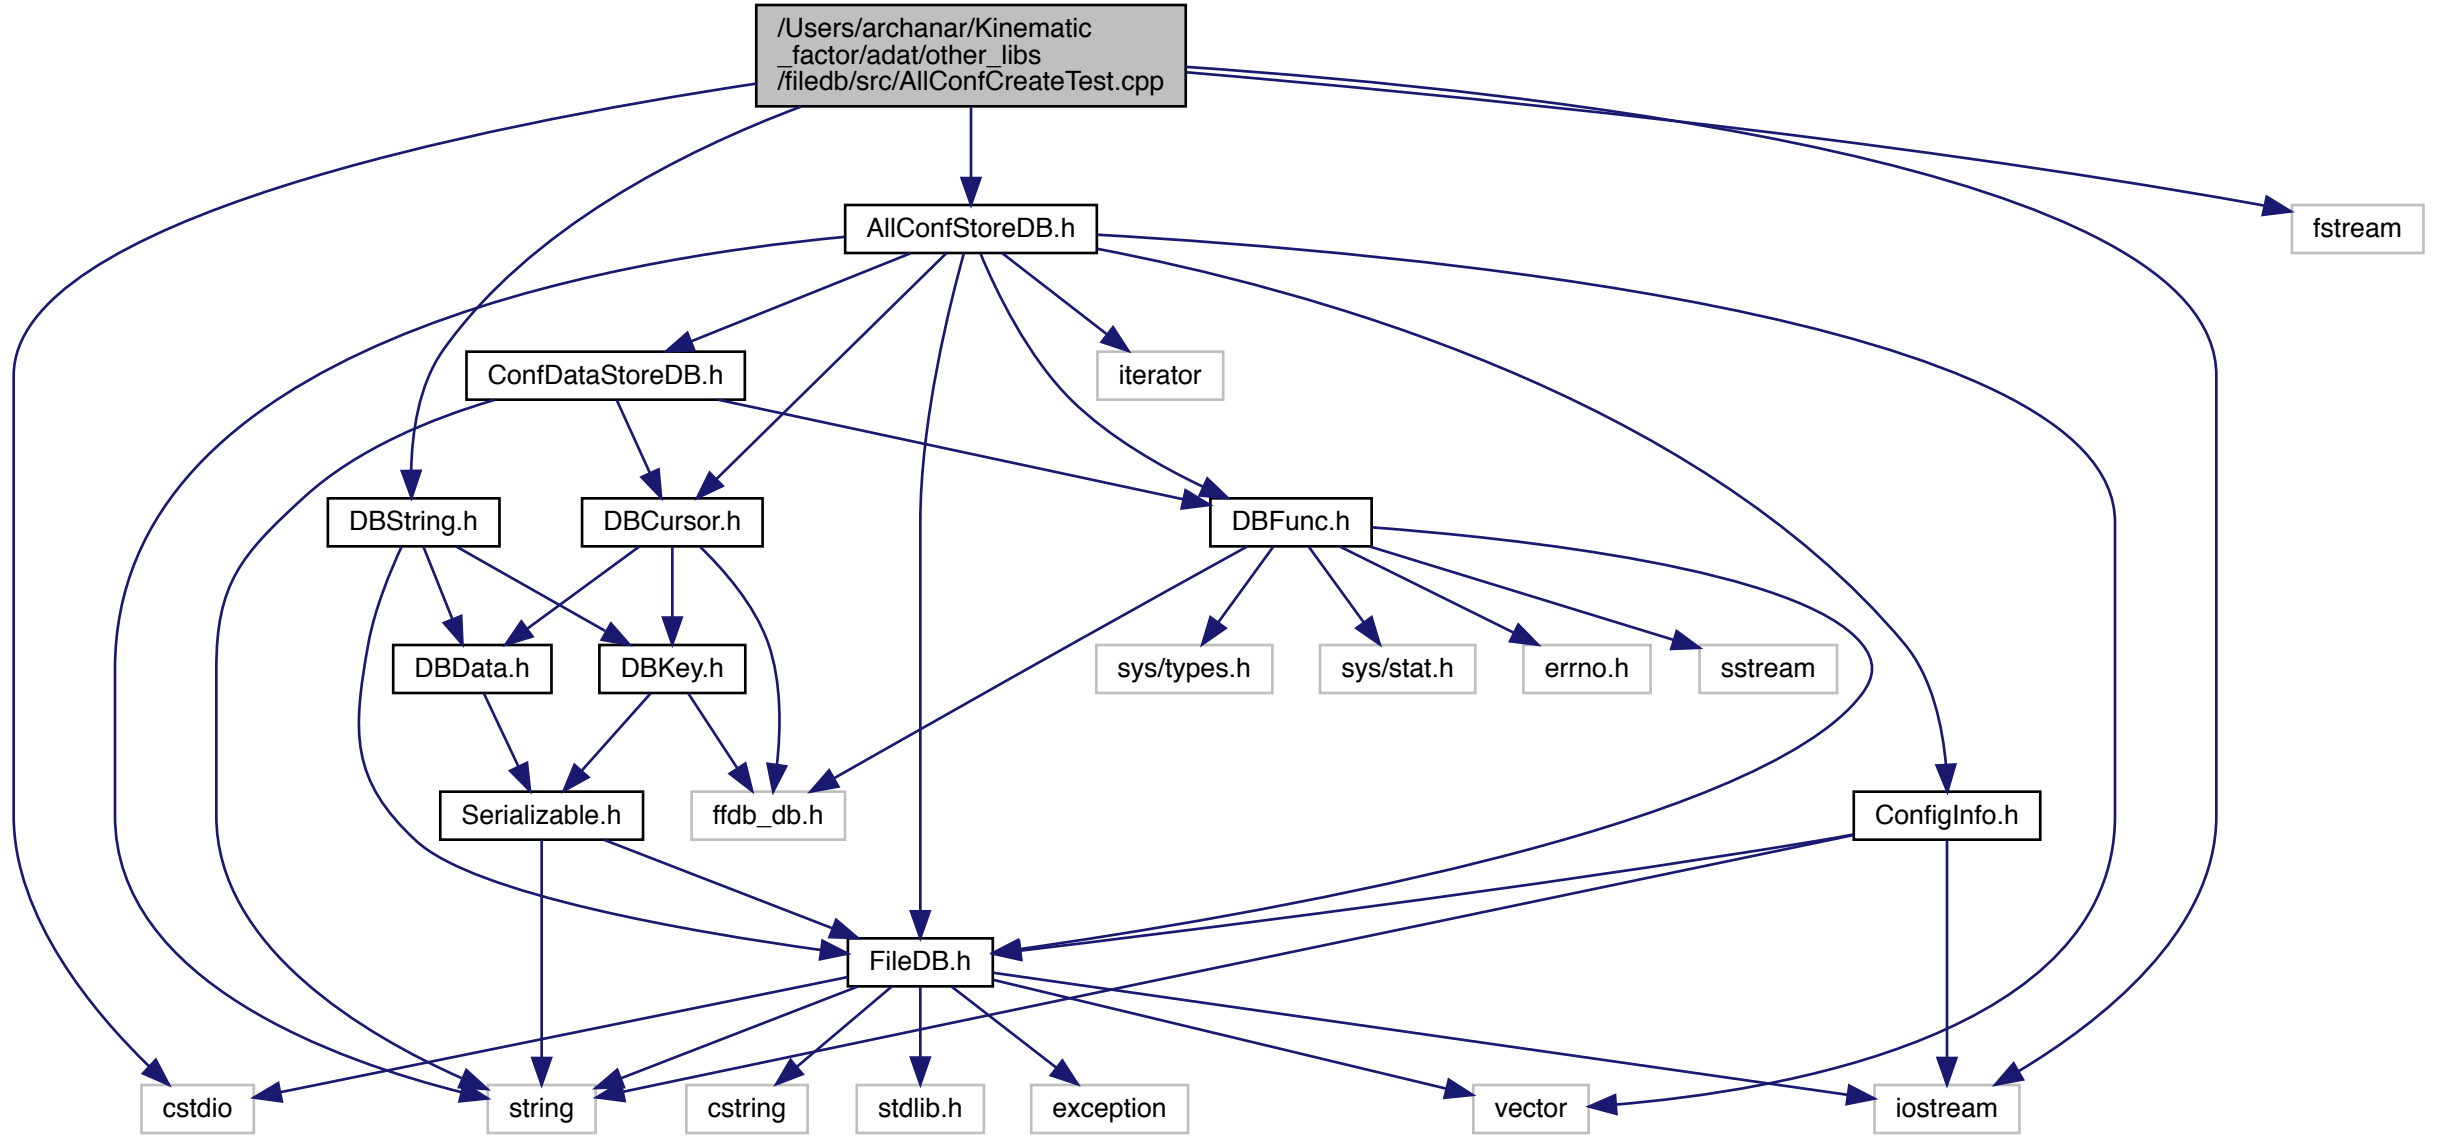 /Users/archanar/Kinematic
_factor/adat/other_libs
/filedb/src/AllConfCreateTest.cpp
AllConfStoreDB.h
fstream
ConfDataStoreDB.h
iterator
DBString.h
DBCursor.h
DBFunc.h
DBData.h
DBKey.h
sys/types.h
sys/stat.h
errno.h
sstream
Serializable.h
ffdb_db.h
ConfigInfo.h
FileDB.h
cstdio
string
cstring
stdlib.h
exception
vector
iostream